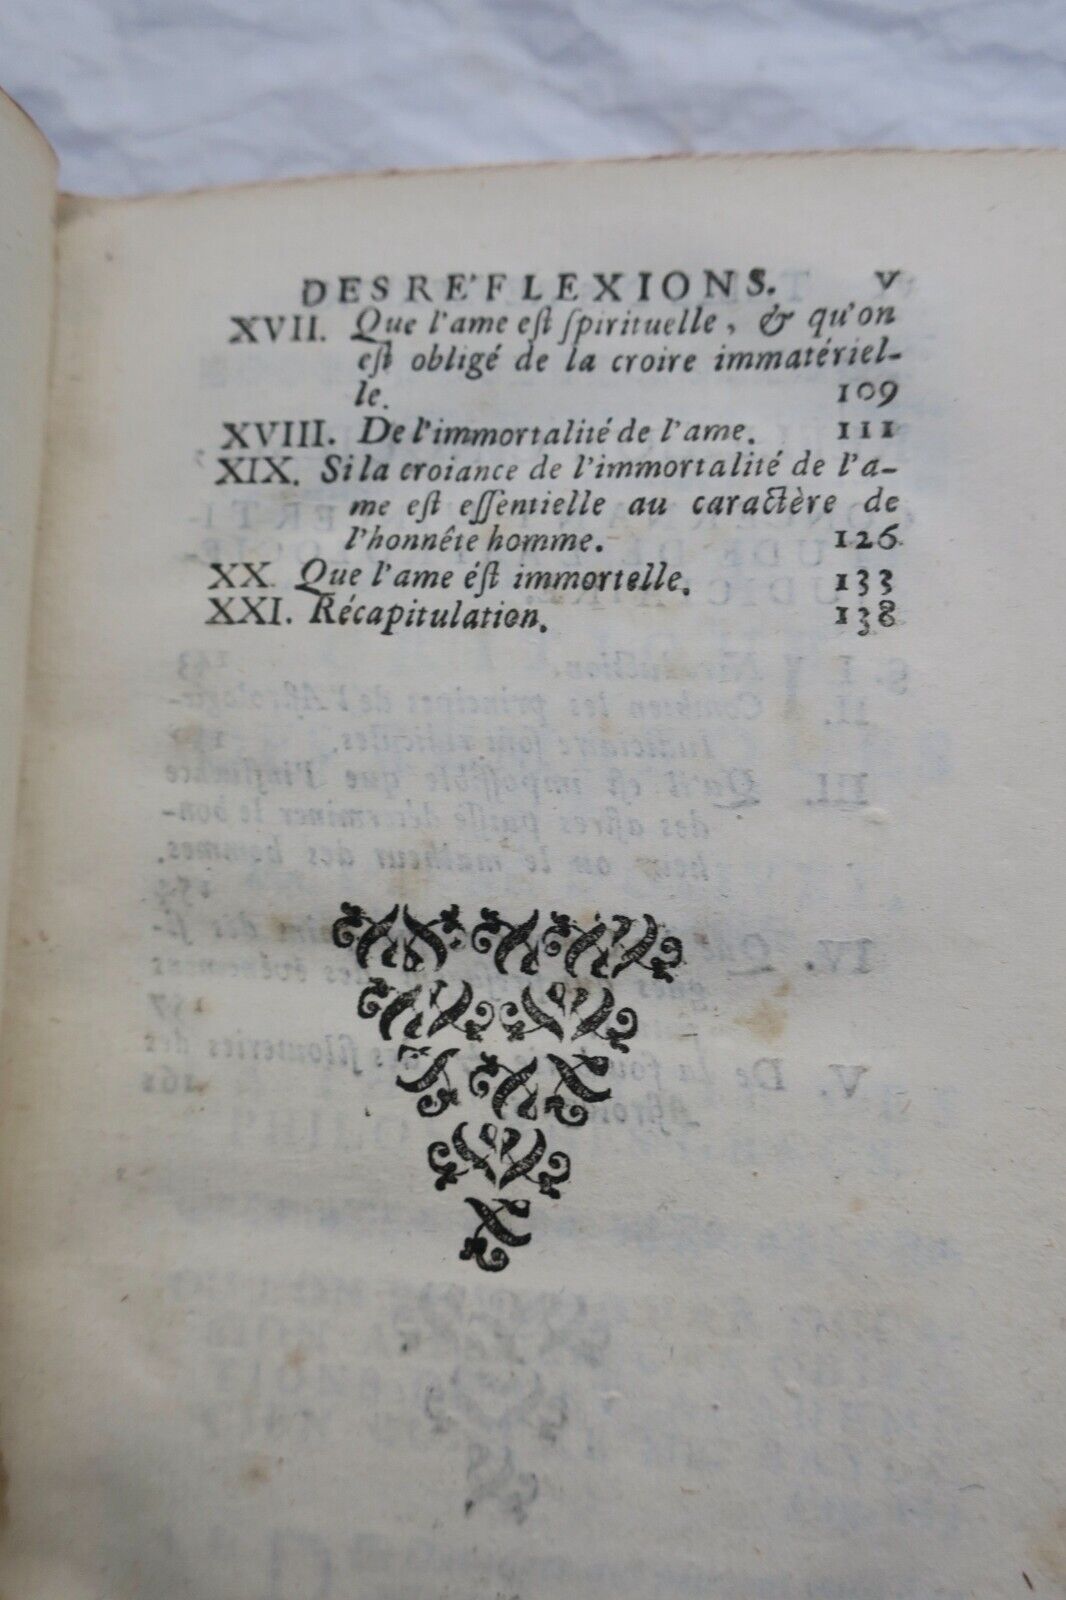 DES RE'FLEXIONS. V
XVII. Que l'ame eſt ſpirituelle, & qu'on
eſt obligé de la croire immatériel-
le. 109
XVIII. De l'immortalité de l'ame. 111
XIX. Si la croiance de l'immortalité de l'a-
me eſt eſſentielle au caractère de
l'honnête homme. 126
XX. Que l'ame éſt immortelle. 133
XXI. Récapitulation. 138